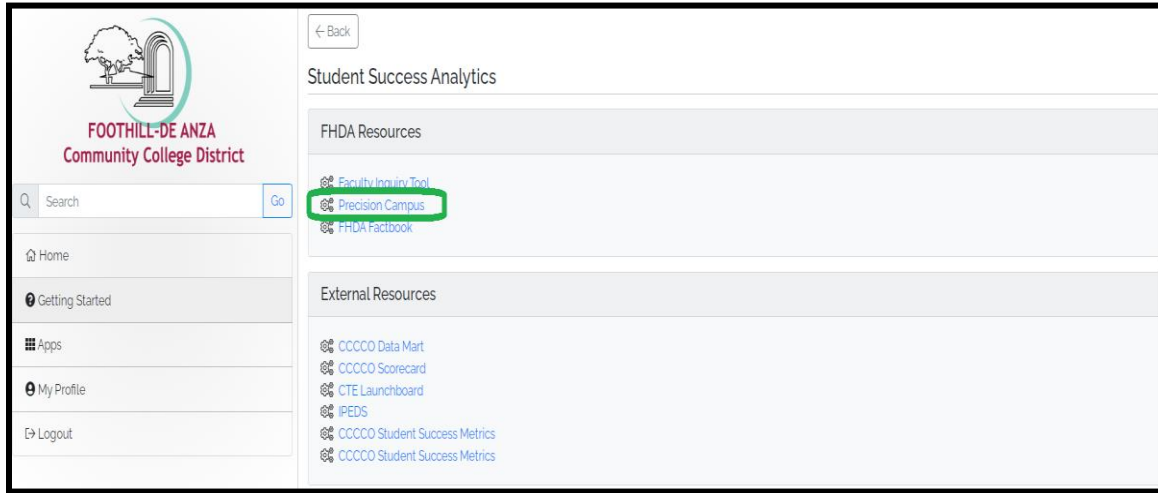 FOOTHILL-DE ANZA
Community College District
Search Go
Home
Getting Started
Apps
My Profile
Logout
← Back
Student Success Analytics
FHDA Resources
Faculty Inquiry Tool
Precision Campus
FHDA Factbook
External Resources
CCCCO Data Mart
CCCCO Scorecard
CTE Launchboard
IPEDS
CCCCO Student Success Metrics
CCCCO Student Success Metrics